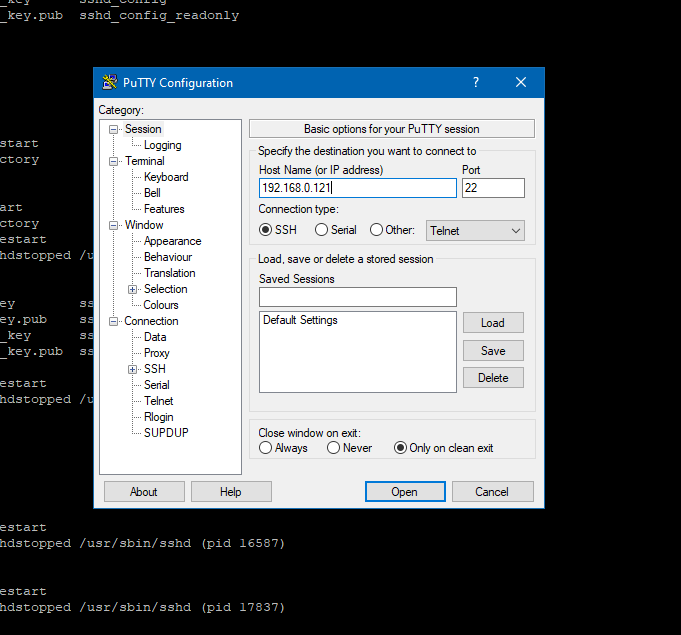 _key sshd_config
_key.pub sshd_config_readonly
estart
ctory
art
ctory
estart
hdstopped /u
ey ss
ey.pub ss
_key ss
_key.pub ss
estart
hdstopped /u
PuTTY Configuration
?
Category:
Session
Logging
Terminal
Keyboard
Bell
Features
Window
Appearance
Behaviour
Translation
Selection
Colours
Connection
Data
Proxy
SSH
Serial
Telnet
Rlogin
SUPDUP
Basic options for your PuTTY session
Specify the destination you want to connect to
Host Name (or IP address) Port
192.168.0.121 22
Connection type:
SSH Serial Other: Telnet
Load, save or delete a stored session
Saved Sessions
Default Settings
Load
Save
Delete
Close window on exit:
Always Never Only on clean exit
About Help Open Cancel
estart
hdstopped /usr/sbin/sshd (pid 16587)
estart
hdstopped /usr/sbin/sshd (pid 17837)